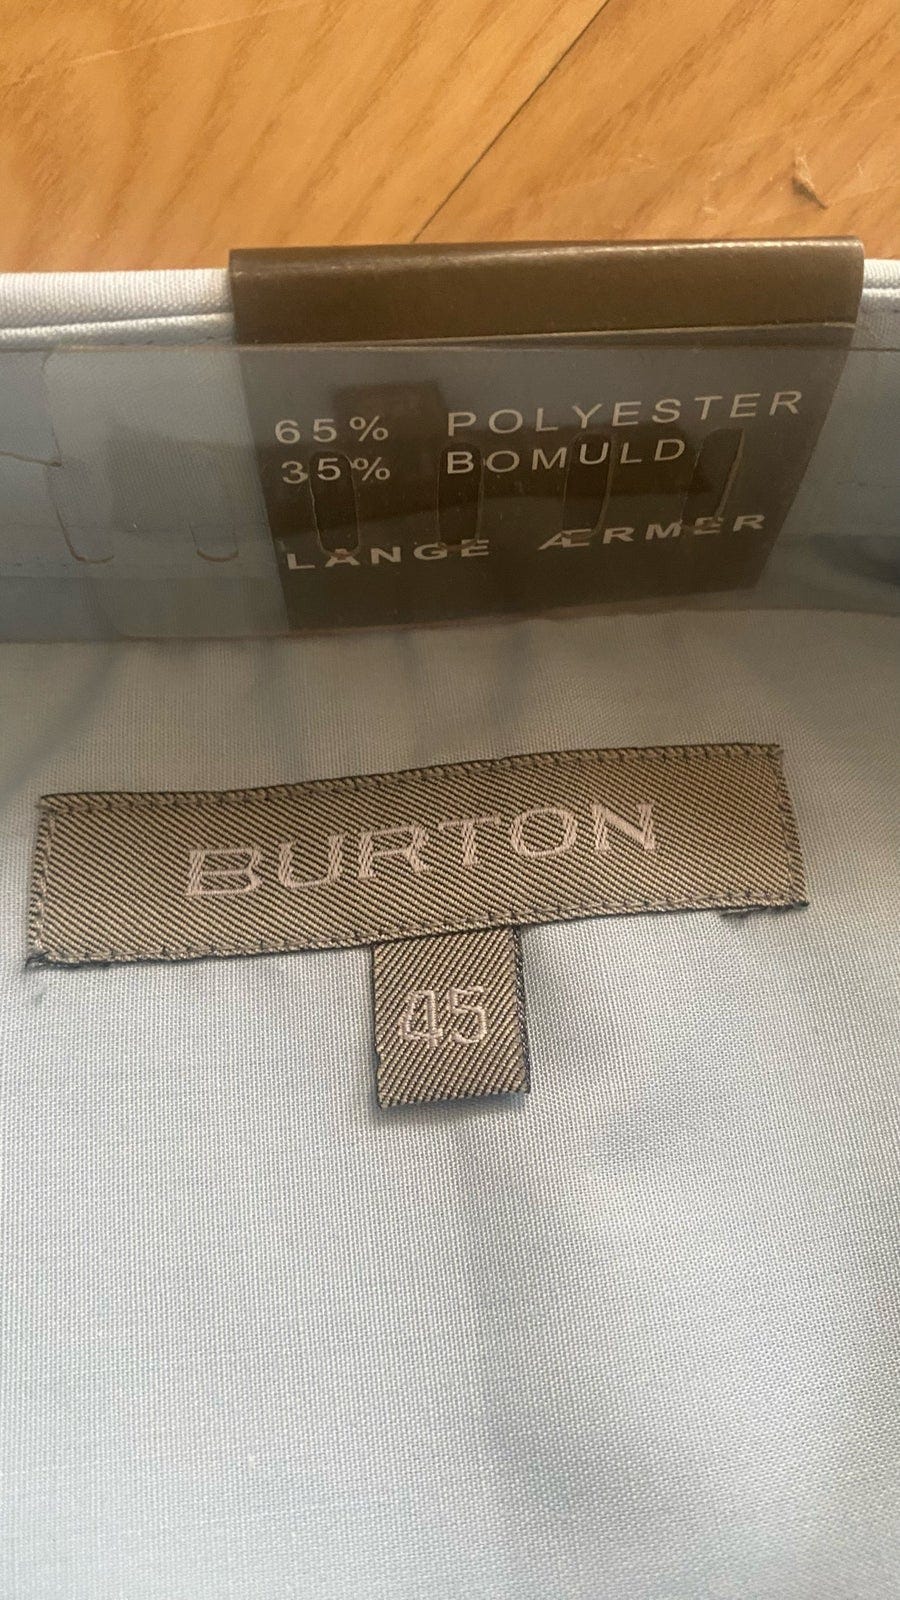 65% POLYESTER
35% BOMULD
LANGE ÆRMER
BURTON
45